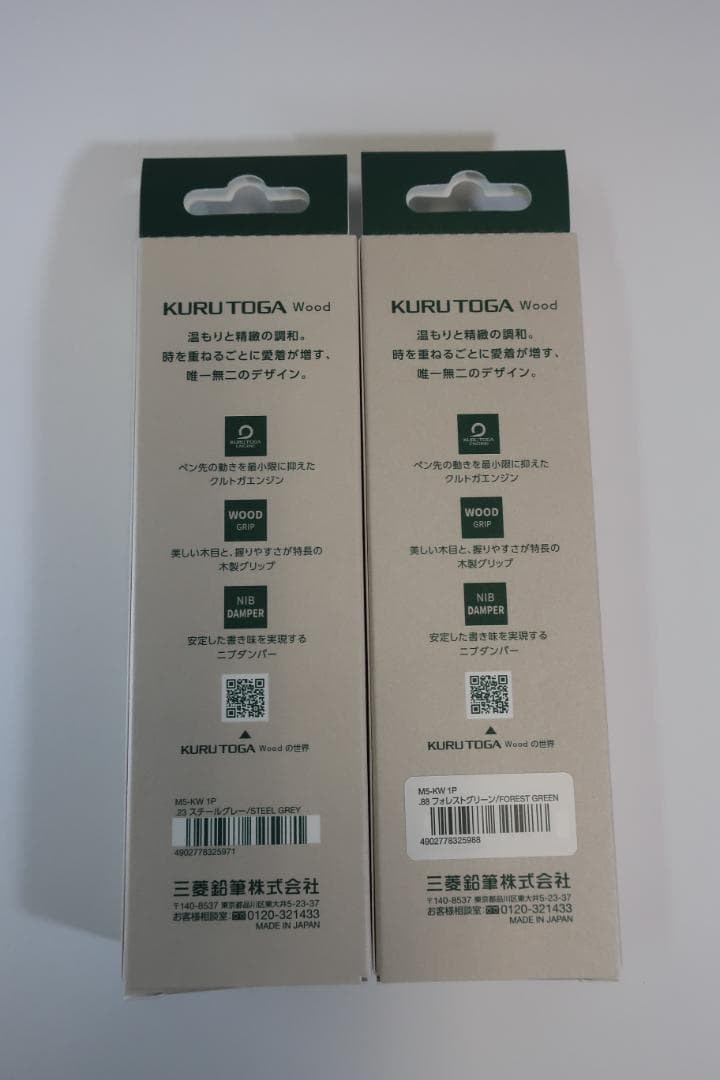 KURU TOGA Wood
温もりと精緻の調和。
時を重ねるごとに愛着が増す、
唯一無二のデザイン。
KURUTOGA
ENGINE
ペン先の動きを最小限に抑えた
クルトガエンジン
WOOD
GRIP
美しい木目と、握りやすさが特長の
木製グリップ
NIB
DAMPER
安定した書き味を実現する
ニブダンパー
KURU TOGA Wood の世界
M5-KW 1P
.23 スチールグレー/STEEL GREY
4902778325971
三菱鉛筆株式会社
〒140-8537 東京都品川区東大井5-23-37
お客様相談室:0120-321433
MADE IN JAPAN
KURU TOGA Wood
温もりと精緻の調和。
時を重ねるごとに愛着が増す、
唯一無二のデザイン。
KURUTOGA
ENGINE
ペン先の動きを最小限に抑えた
クルトガエンジン
WOOD
GRIP
美しい木目と、握りやすさが特長の
木製グリップ
NIB
DAMPER
安定した書き味を実現する
ニブダンパー
KURU TOGA Wood の世界
M5-KW 1P
.88 フォレストグリーン/FOREST GREEN
4902778325988
三菱鉛筆株式会社
〒140-8537 東京都品川区東大井5-23-37
お客様相談室:0120-321433
MADE IN JAPAN